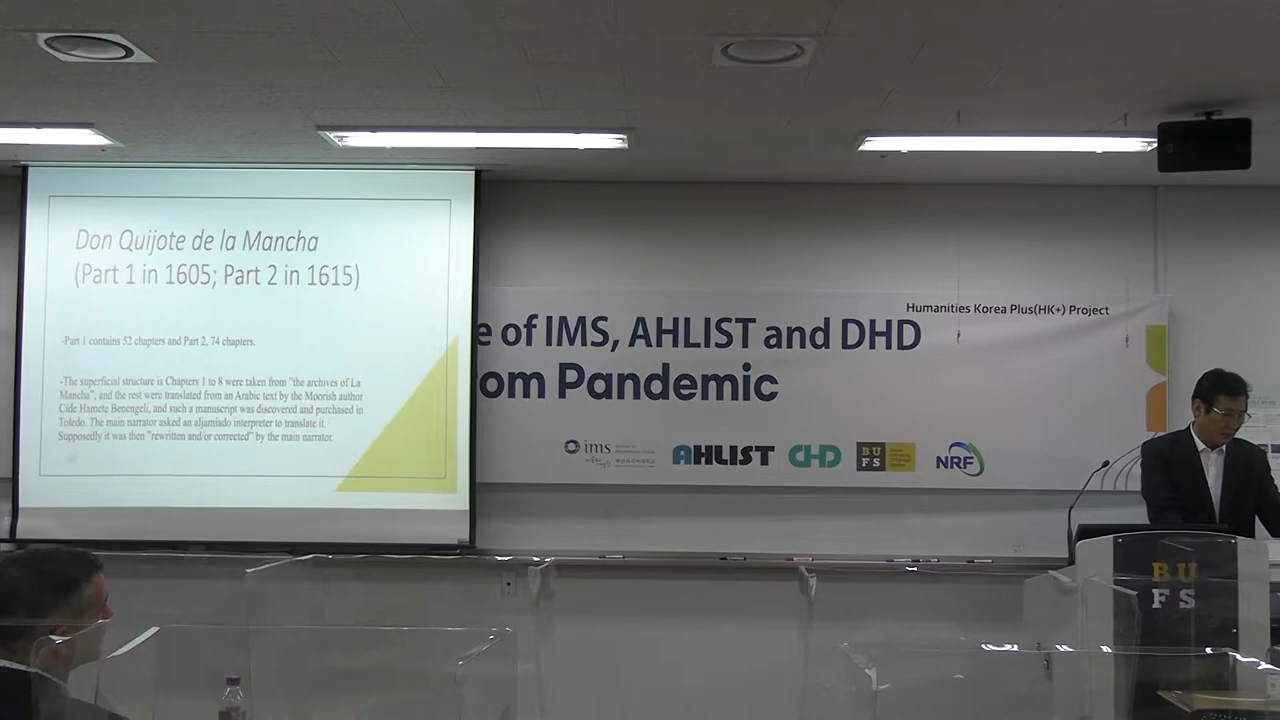 Don Quijote de la Mancha
(Part 1 in 1605; Part 2 in 1615)
-Part 1 contains 52 chapters and Part 2, 74 chapters.
-The superficial structure is Chapters 1 to 8 were taken from "the archives of La
Mancha", and the rest were translated from an Arabic text by the Moorish author
Cide Hamete Benengeli, and such a manuscript was discovered and purchased in
Toledo. The main narrator asked an aljamiado interpreter to translate it.
Supposedly it was then "rewritten and/or corrected" by the main narrator.
Humanities Korea Plus(HK+) Project
e of IMS, AHLIST and DHD
om Pandemic
ims
AHLIST
CHD
BU
FS
NRF
BU
FS